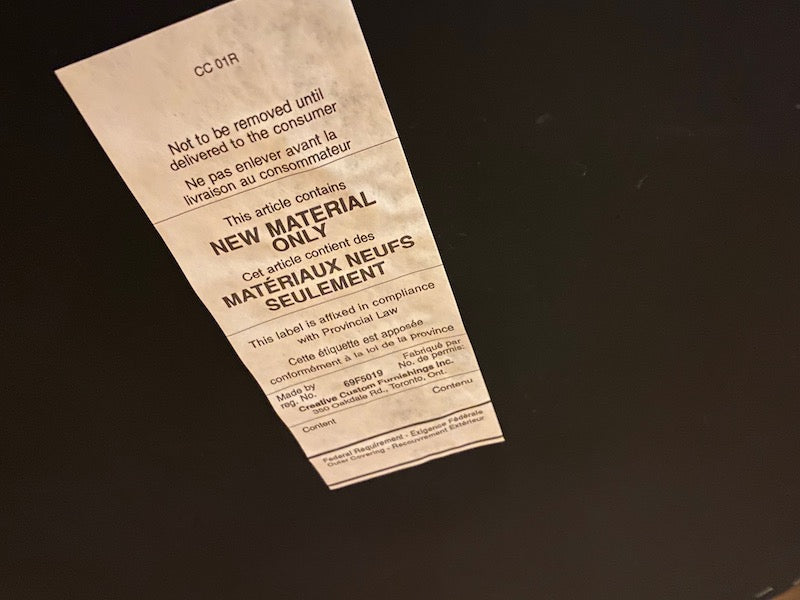 CC 01R
Not to be removed until
delivered to the consumer
Ne pas enlever avant la
livraison au consommateur
This article contains
NEW MATERIAL
ONLY
Cet article contient des
MATÉRIAUX NEUFS
SEULEMENT
This label is affixed in compliance
with Provincial Law
Cette étiquette est apposée
conformément à la loi de la province
Made by Fabriqué par
reg. No. 69F5019 No. de permis:
Creative Custom Furnishings Inc.
350 Oakdale Rd., Toronto, Ont.
Content Contenu
Federal Requirement - Exigence Fédérale
Outer Covering - Recouvrement Extérieur